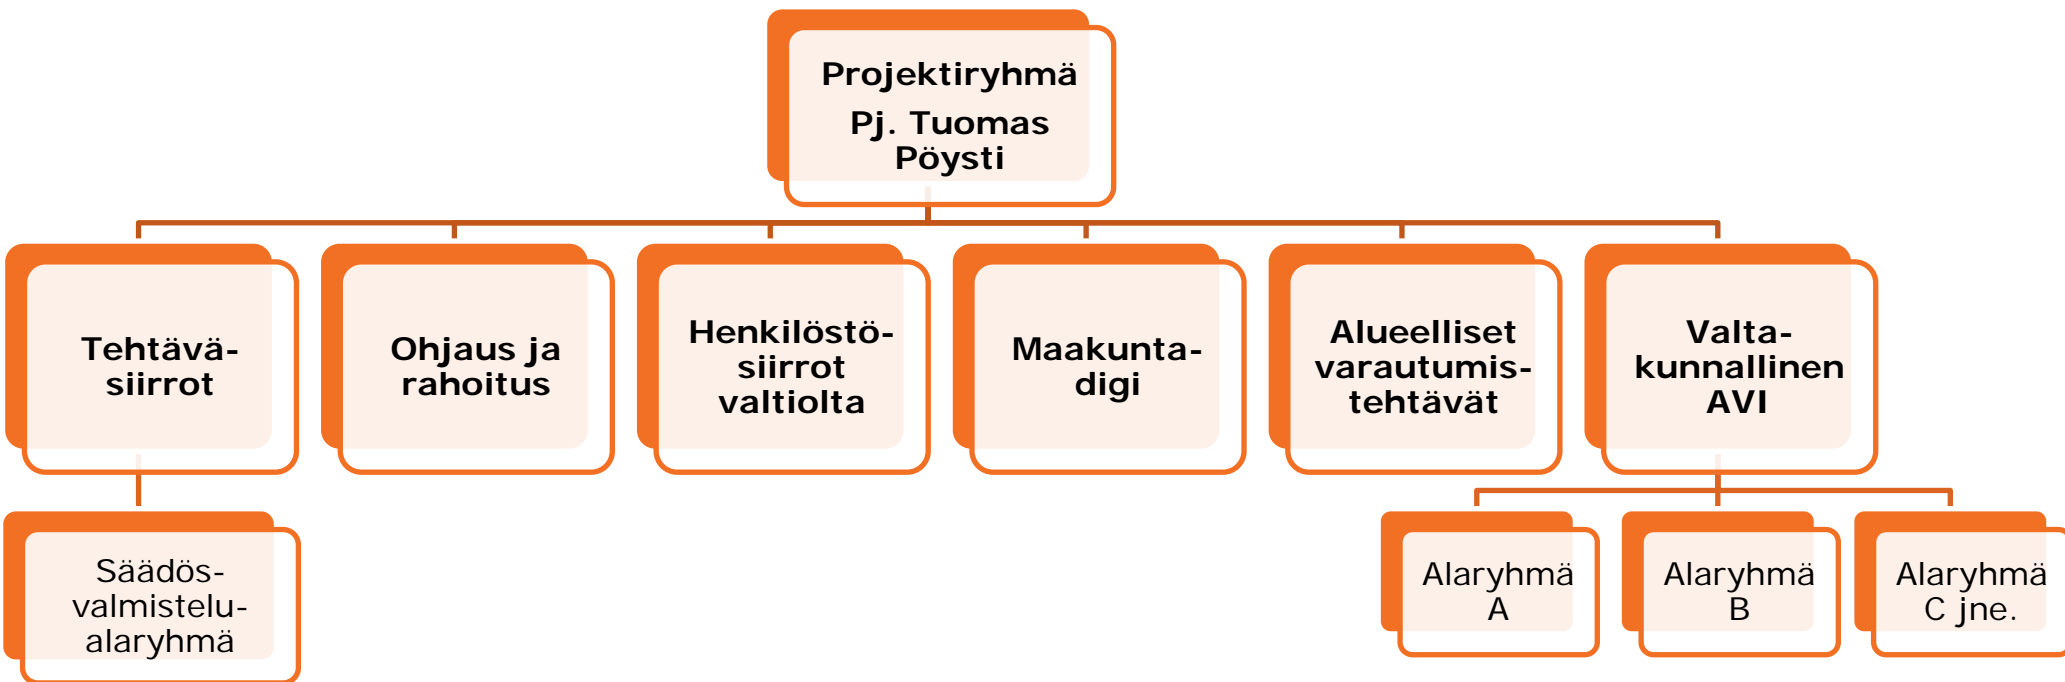 Projektiryhmä
Pj. Tuomas
Pöysti
Tehtävä-
siirrot
Ohjaus ja
rahoitus
Henkilöstö-
siirrot
valtiolta
Maakunta-
digi
Alueelliset
varautumis-
tehtävät
Valta-
kunnallinen
AVI
Säädös-
valmistelu-
alaryhmä
Alaryhmä
A
Alaryhmä
B
Alaryhmä
C jne.